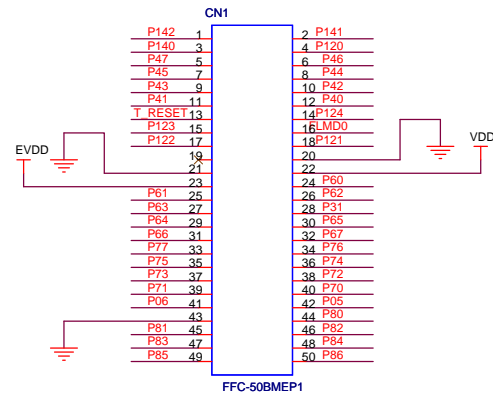 CN1
P142 1 2 P141
P140 3 4 P120
P47 5 6 P46
P45 7 8 P44
P43 9 10 P42
P41 11 12 P40
T_RESET 13 14 P124
P123 15 16 FLMD0
P122 17 18 P121
EVDD VDD
19 20
21 22
23 24 P60
P61 25 26 P62
P63 27 28 P31
P64 29 30 P65
P66 31 32 P67
P77 33 34 P76
P75 35 36 P74
P73 37 38 P72
P71 39 40 P70
P06 41 42 P05
43 44 P80
P81 45 46 P82
P83 47 48 P84
P85 49 50 P86
FFC-50BMEP1